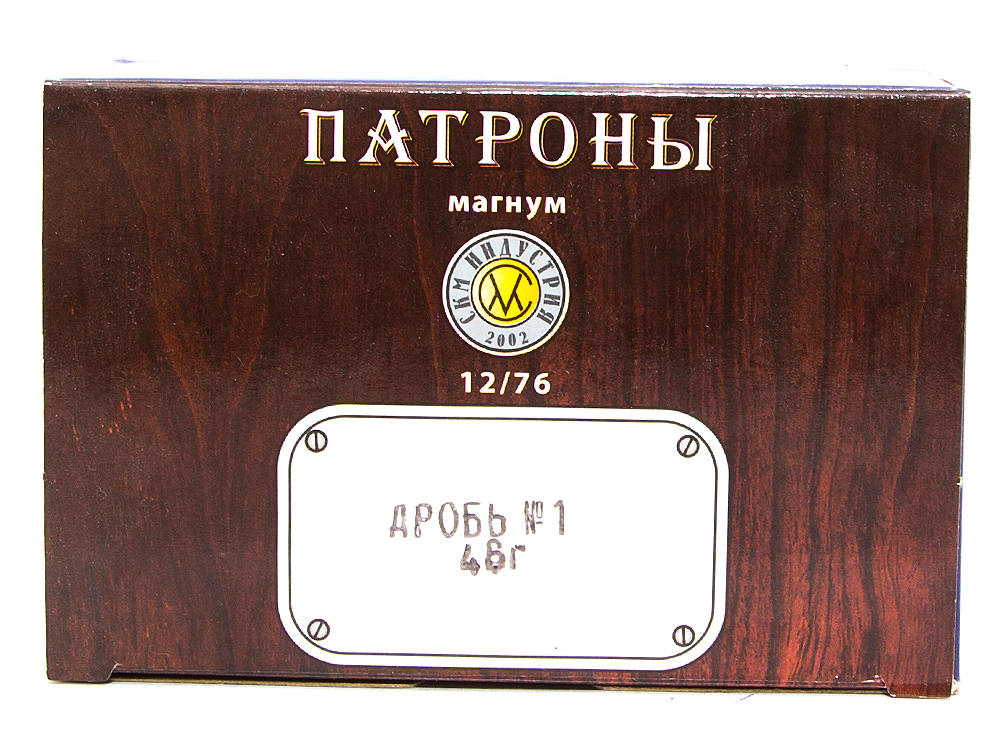 ПАТРОНЫ
магнум
СКМ ИНДУСТРИЯ
2002
12/76
ДРОБЬ №1
46г